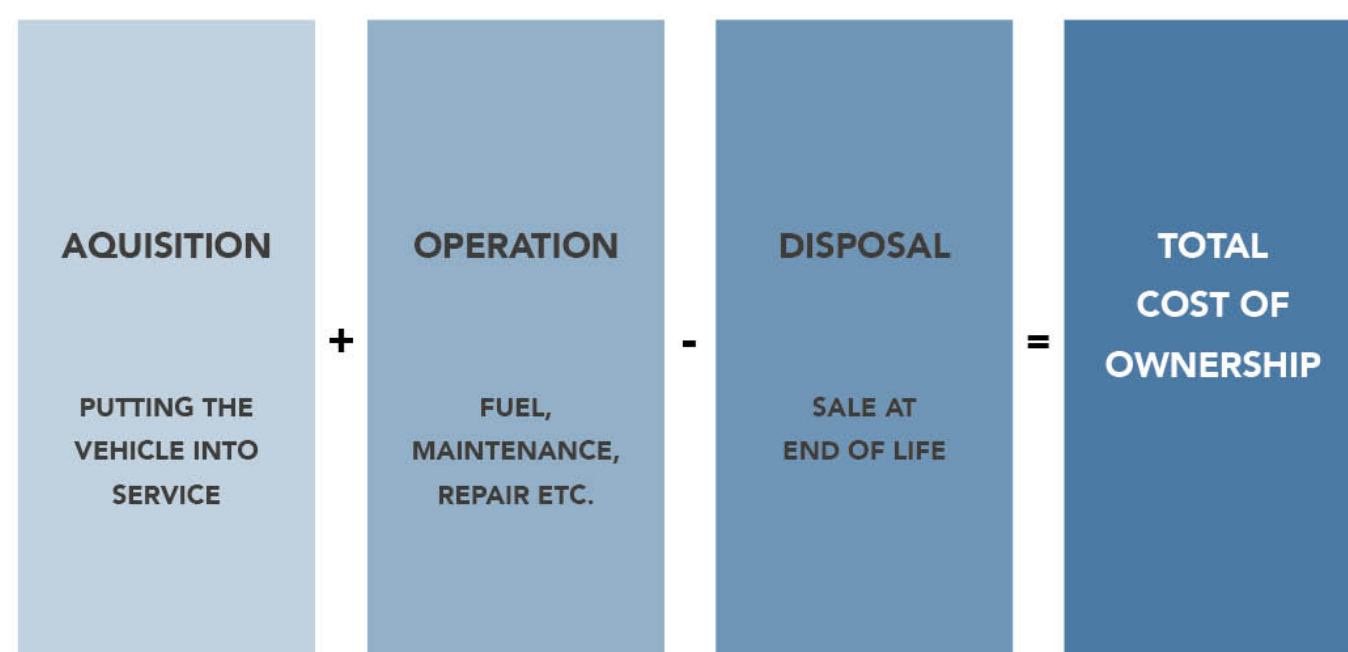 AQUISITION
PUTTING THE
VEHICLE INTO
SERVICE
+
OPERATION
FUEL,
MAINTENANCE,
REPAIR ETC.
-
DISPOSAL
SALE AT
END OF LIFE
=
TOTAL
COST OF
OWNERSHIP